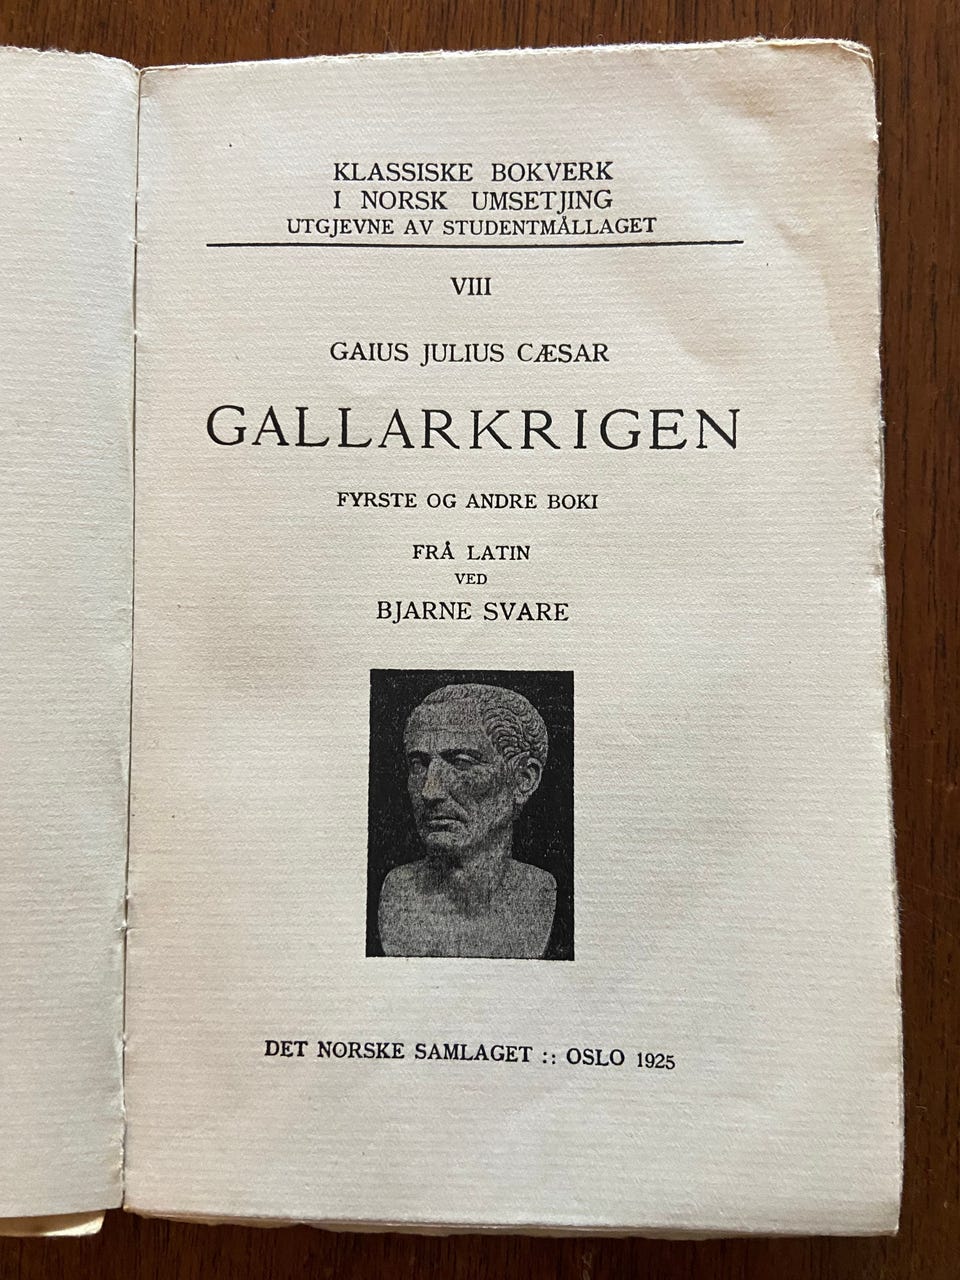 KLASSISKE BOKVERK
I NORSK UMSETJING
UTGJEVNE AV STUDENTMÅLLAGET
VIII
GAIUS JULIUS CÆSAR
GALLARKRIGEN
FYRSTE OG ANDRE BOKI
FRÅ LATIN
VED
BJARNE SVARE
DET NORSKE SAMLAGET :: OSLO 1925